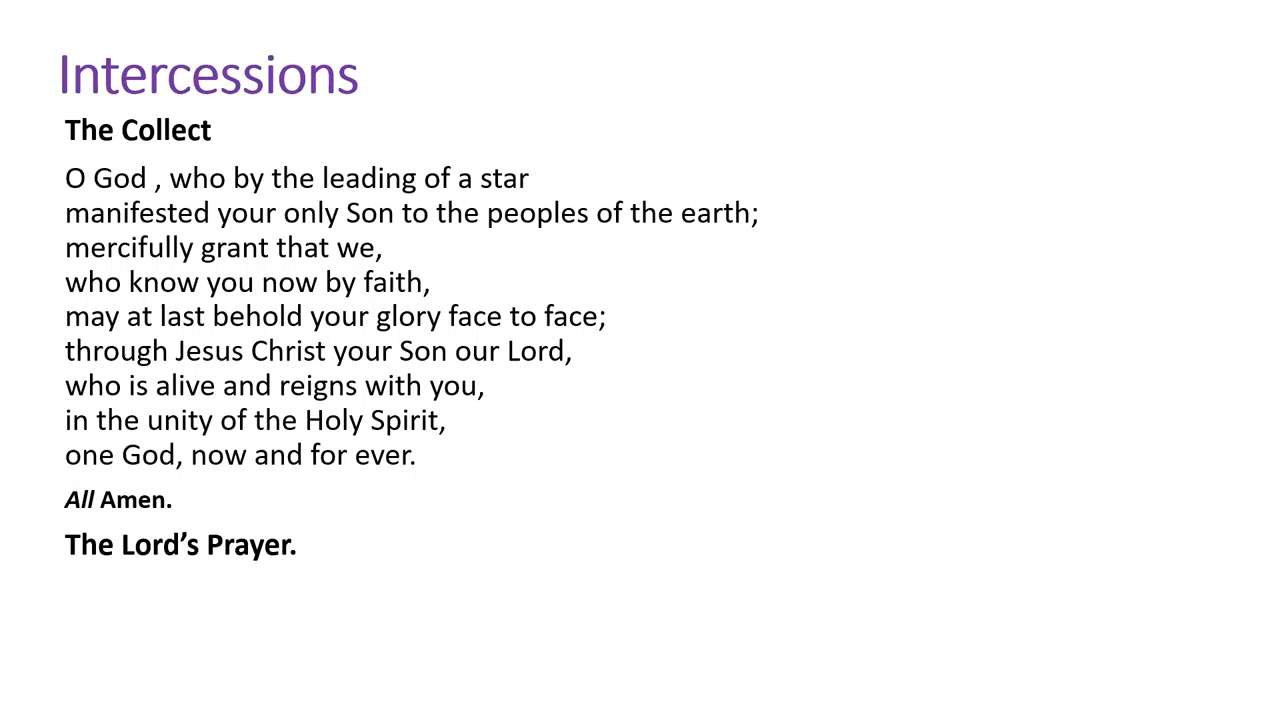 Intercessions
The Collect
O God , who by the leading of a star
manifested your only Son to the peoples of the earth;
mercifully grant that we,
who know you now by faith,
may at last behold your glory face to face;
through Jesus Christ your Son our Lord,
who is alive and reigns with you,
in the unity of the Holy Spirit,
one God, now and for ever.
All Amen.
The Lord’s Prayer.